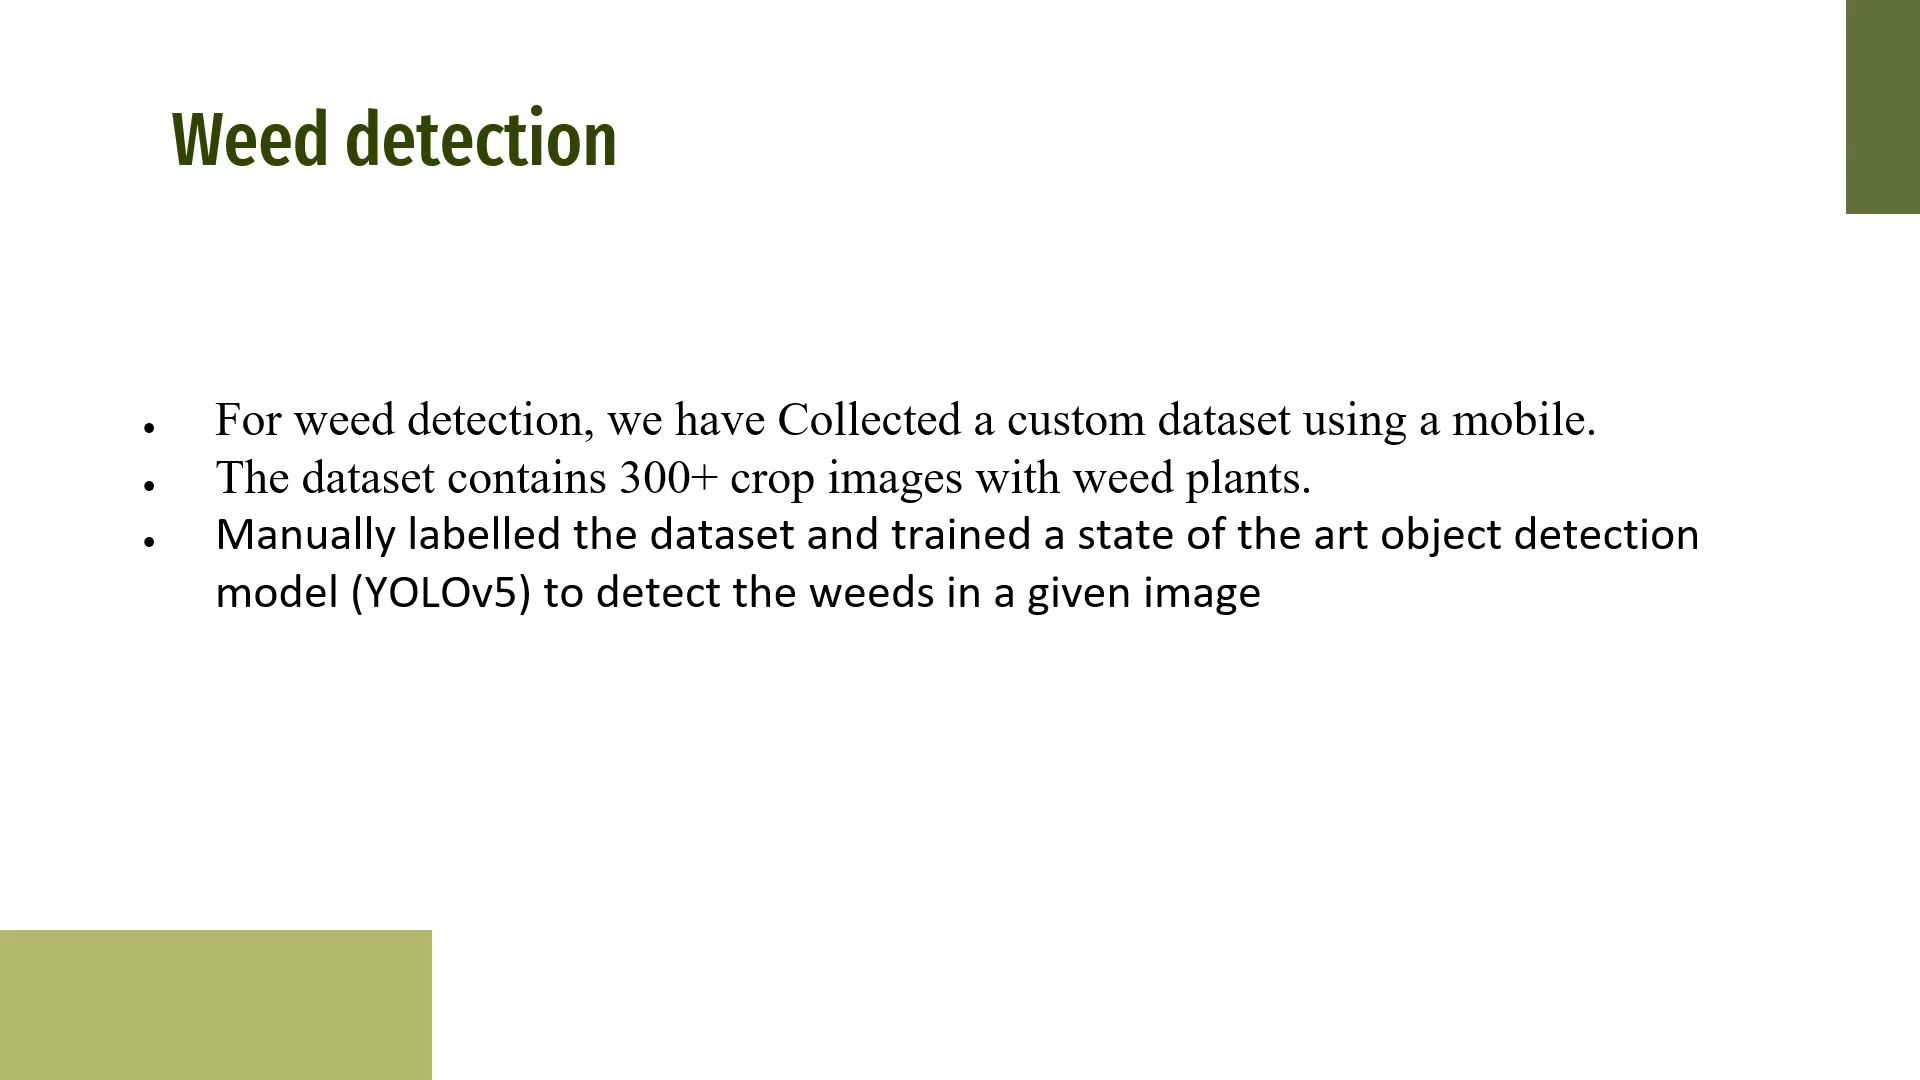 Weed detection
• For weed detection, we have Collected a custom dataset using a mobile.
• The dataset contains 300+ crop images with weed plants.
• Manually labelled the dataset and trained a state of the art object detection
model (YOLOv5) to detect the weeds in a given image